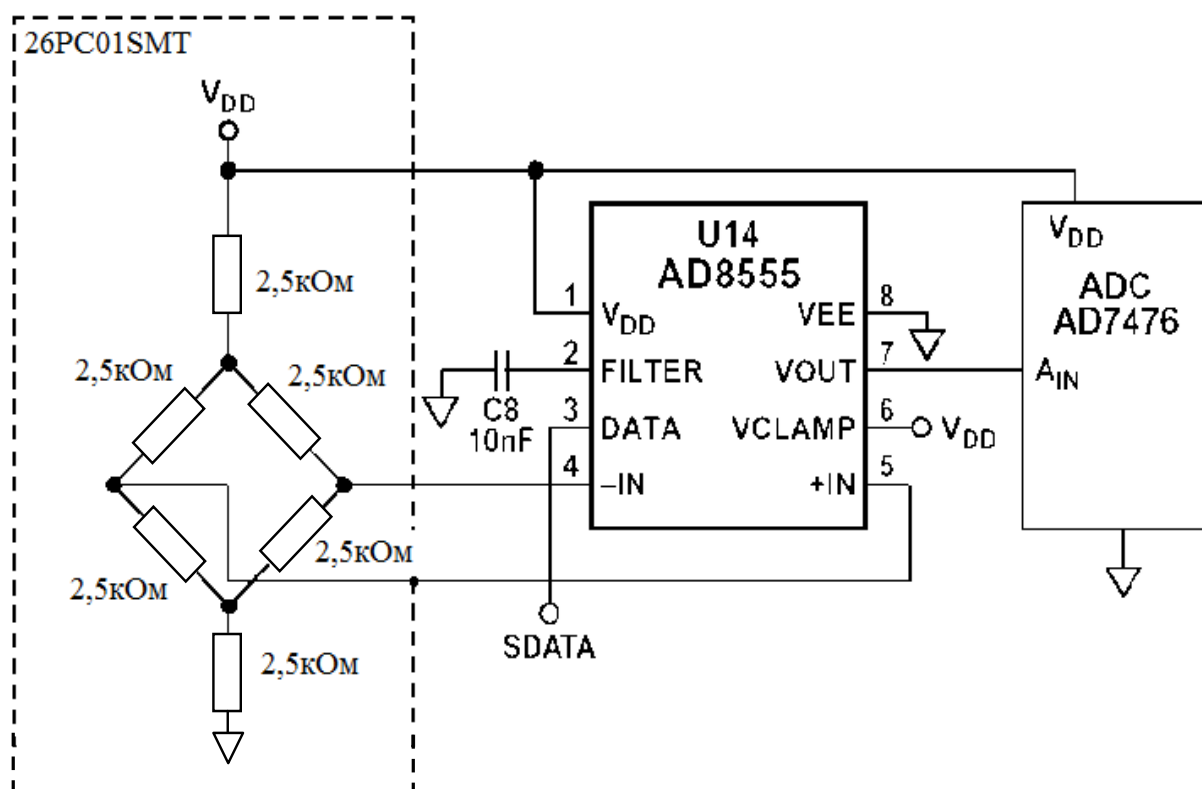 26PC01SMT
VDD
2,5кОм
2,5кОм
2,5кОм
2,5кОм
2,5кОм
2,5кОм
U14
AD8555
1
VDD
2
FILTER
3
DATA
4
–IN
VEE
8
VOUT
7
VCLAMP
6
VDD
+IN
5
C8
10nF
SDATA
VDD
ADC
AD7476
AIN